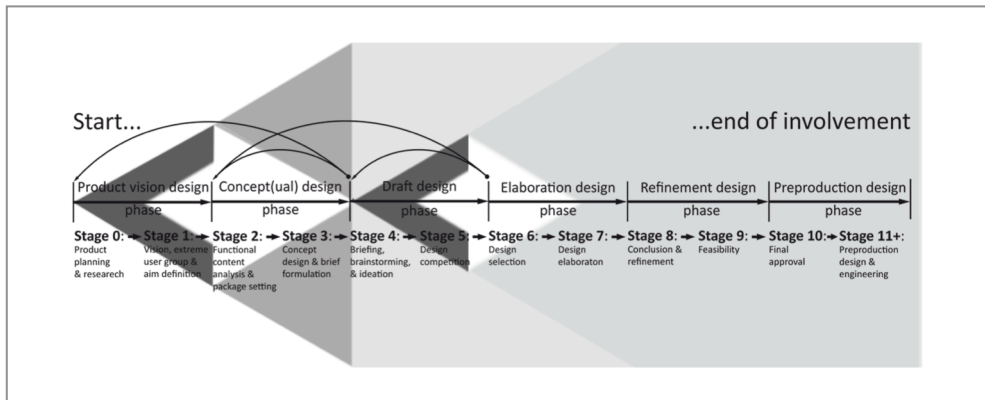 Start...
...end of involvement
Product vision design
phase
Concept(ual) design
phase
Draft design
phase
Elaboration design
phase
Refinement design
phase
Preproduction design
phase
Stage 0:
Product
planning
& researech
Stage 1:
Vision, extreme
user group &
aim definition
Stage 2:
Functional
content
analysis &
package setting
Stage 3:
Concept
design & brief
formulation
Stage 4:
Briefing,
brainstorming,
& ideation
Stage 5:
Design
competition
Stage 6:
Design
selection
Stage 7:
Design
elaboraton
Stage 8:
Conclusion &
refinement
Stage 9:
Feasibility
Stage 10:
Final
approval
Stage 11+:
Preproduction
design &
engineering